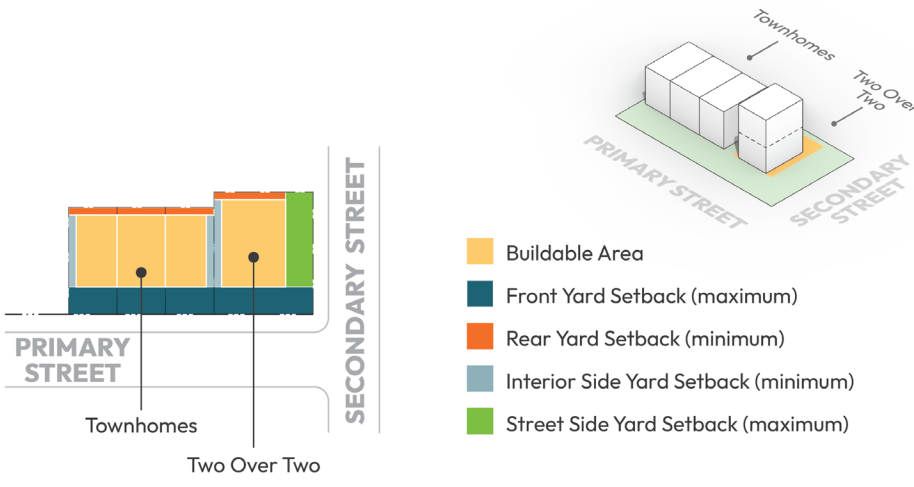 Townhomes
Two Over
Two
PRIMARY STREET
SECONDARY
STREET
SECONDARY STREET
PRIMARY
STREET
Townhomes
Two Over Two
Buildable Area
Front Yard Setback (maximum)
Rear Yard Setback (minimum)
Interior Side Yard Setback (minimum)
Street Side Yard Setback (maximum)